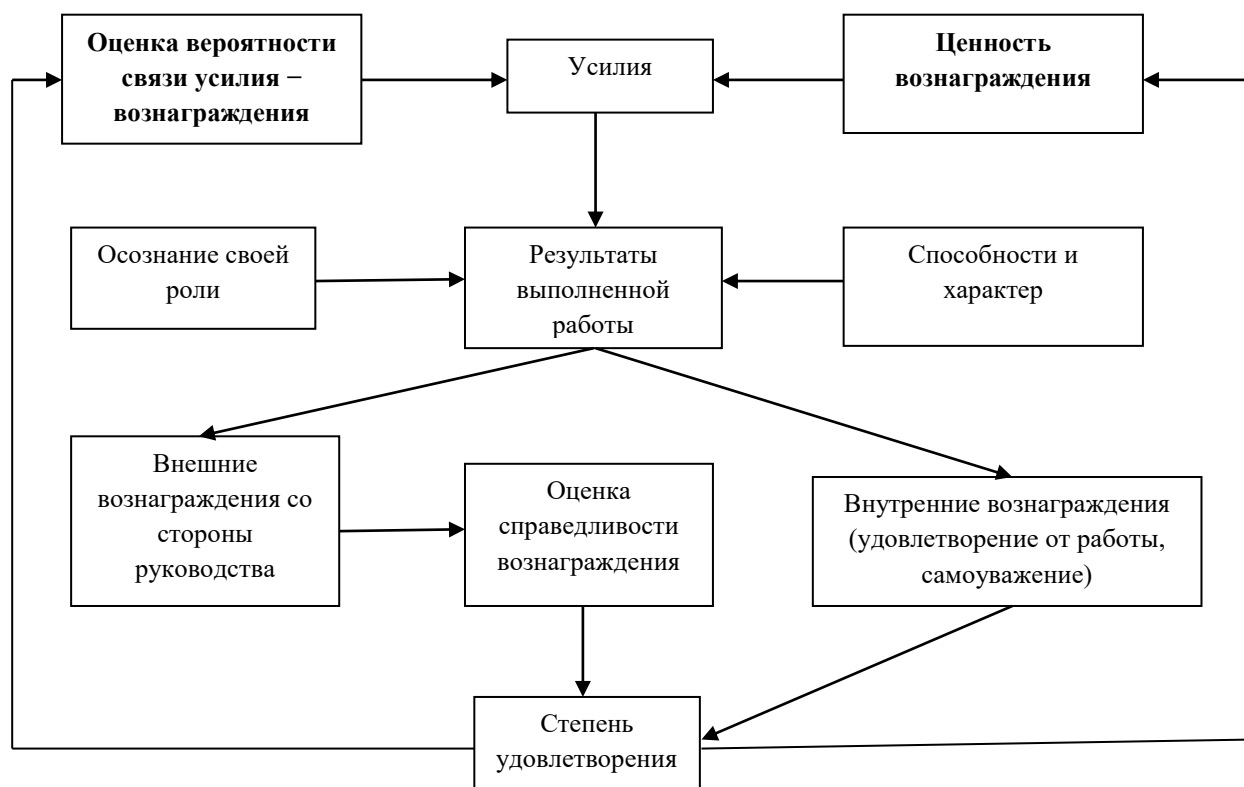 Оценка вероятности
связи усилия –
вознаграждения
Усилия
Ценность
вознаграждения
Осознание своей
роли
Результаты
выполненной
работы
Способности и
характер
Внешние
вознаграждения со
стороны
руководства
Оценка
справедливости
вознаграждения
Внутренние вознаграждения
(удовлетворение от работы,
самоуважение)
Степень
удовлетворения